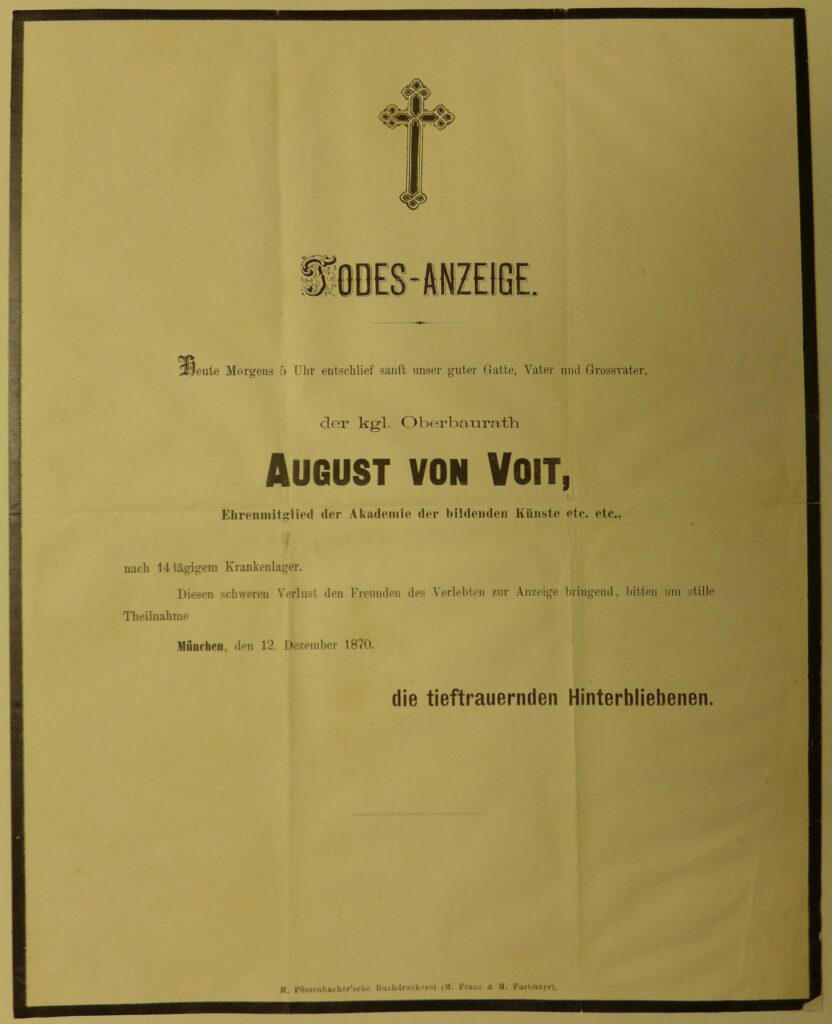 TODES-ANZEIGE.
Heute Morgens 5 Uhr entschlief sanft unser guter Gatte, Vater und Grossvater,
der kgl. Oberbaurath
AUGUST VON VOIT,
Ehrenmitglied der Akademie der bildenden Künste etc. etc.,
nach 14 tägigem Krankenlager.
Diesen schweren Verlust den Freunden des Verlebten zur Anzeige bringend, bitten um stille
Theilnahme
München, den 12. Dezember 1870.
die tieftrauernden Hinterbliebenen.
M. Pössenbacher'sche Buchdruckerei (M. Franz & M. Furtmayr).